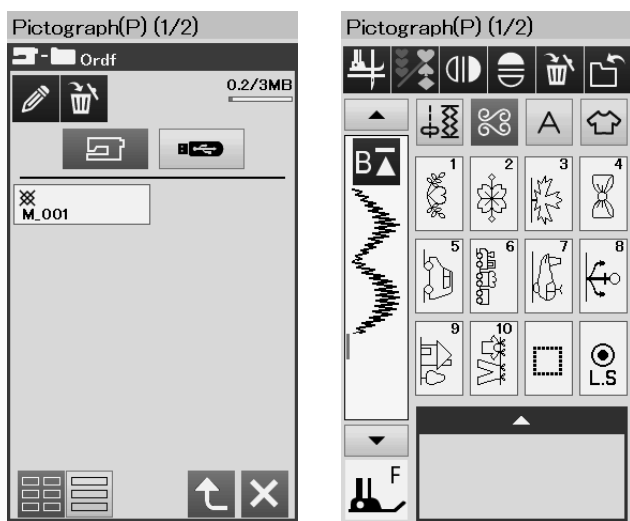 Pictograph(P) (1/2)
Ordf
0.2/3MB
M_001
Pictograph(P) (1/2)
A
B
1 2 3 4
5 6 7 8
9 10
L.S
F